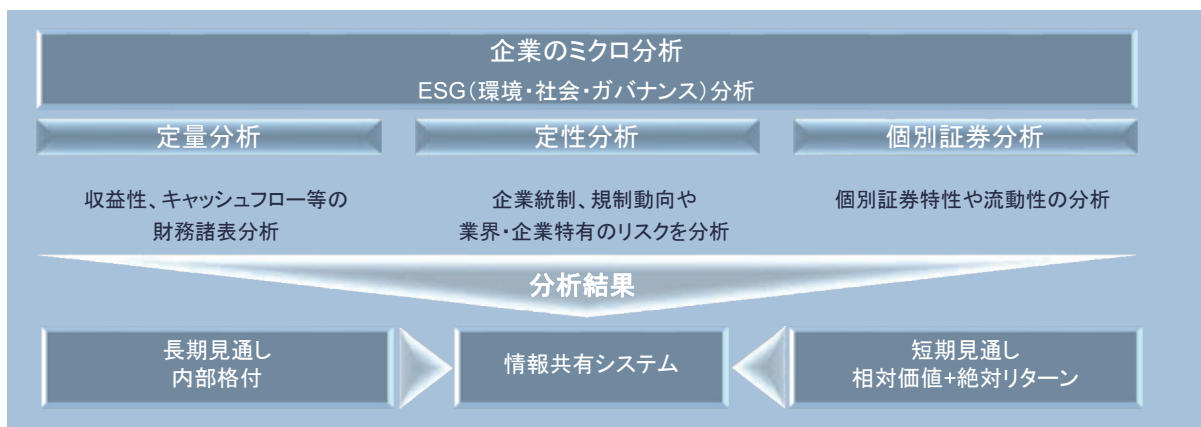 企業のミクロ分析
ESG(環境・社会・ガバナンス)分析
定量分析
定性分析
個別証券分析
収益性、キャッシュフロー等の
財務諸表分析
企業統制、規制動向や
業界・企業特有のリスクを分析
個別証券特性や流動性の分析
分析結果
長期見通し
内部格付
情報共有システム
短期見通し
相対価値+絶対リターン